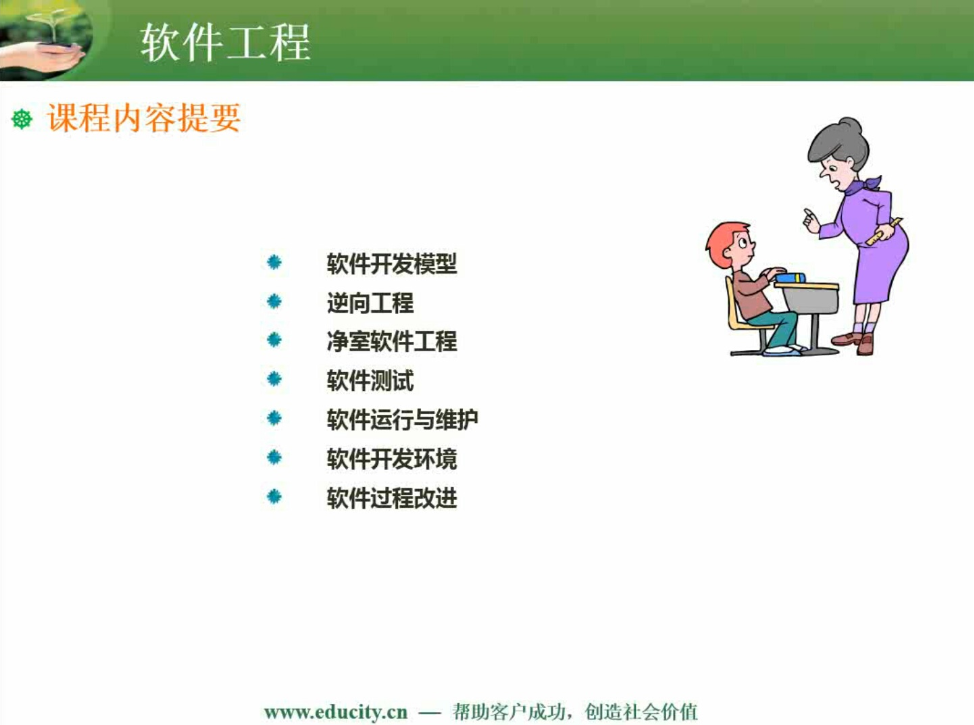 软件工程
课程内容提要
软件开发模型
逆向工程
净室软件工程
软件测试
软件运行与维护
软件开发环境
软件过程改进
www.educity.cn — 帮助客户成功，创造社会价值